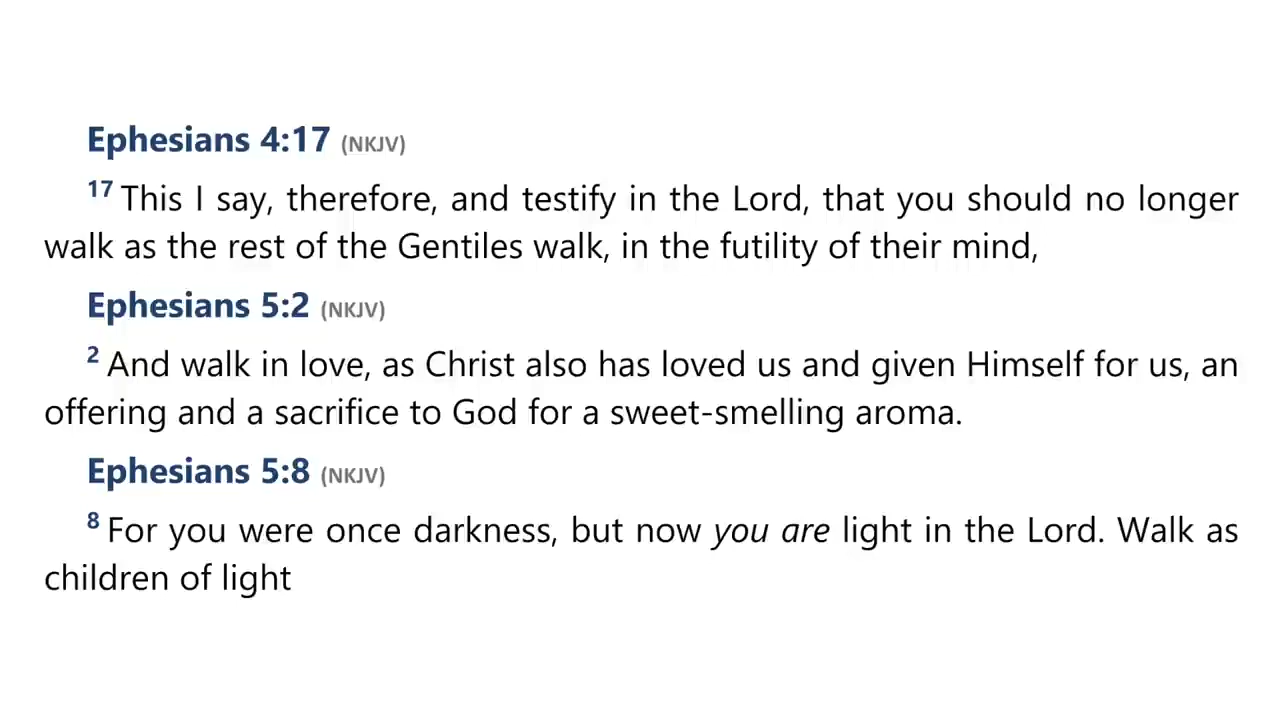 Ephesians 4:17 (NKJV)
17 This I say, therefore, and testify in the Lord, that you should no longer
walk as the rest of the Gentiles walk, in the futility of their mind,
Ephesians 5:2 (NKJV)
2 And walk in love, as Christ also has loved us and given Himself for us, an
offering and a sacrifice to God for a sweet-smelling aroma.
Ephesians 5:8 (NKJV)
8 For you were once darkness, but now you are light in the Lord. Walk as
children of light